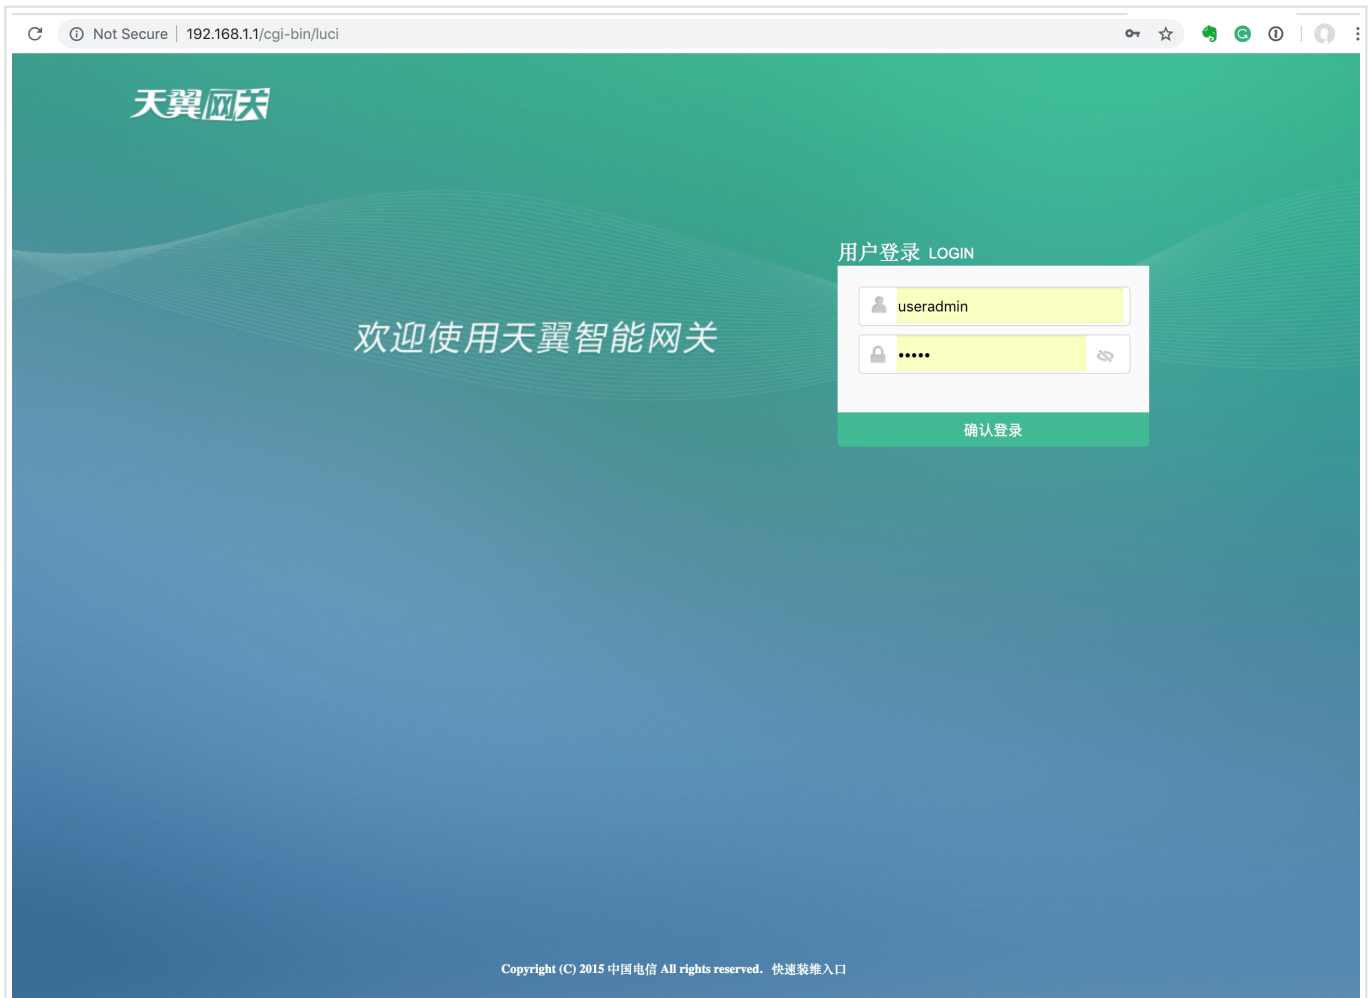 Not Secure 192.168.1.1/cgi-bin/luci
天翼网关
用户登录 LOGIN
useradmin
欢迎使用天翼智能网关
•••••
确认登录
Copyright (C) 2015 中国电信 All rights reserved. 快速装维入口